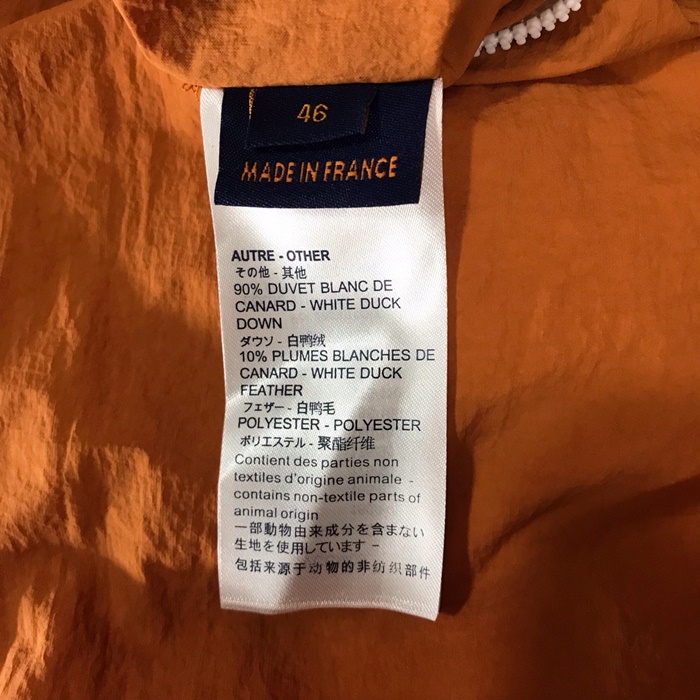 46
MADE IN FRANCE
AUTRE - OTHER
その他 - 其他
90% DUVET BLANC DE
CANARD - WHITE DUCK
DOWN
ダウソ - 白鸭绒
10% PLUMES BLANCHES DE
CANARD - WHITE DUCK
FEATHER
フェザー - 白鸭毛
POLYESTER - POLYESTER
ポリエステル - 聚酯纤维
Contient des parties non
textiles d'origine animale -
contains non-textile parts of
animal origin
一部動物由来成分を含まない
生地を使用しています -
包括来源于动物的非纺织部件